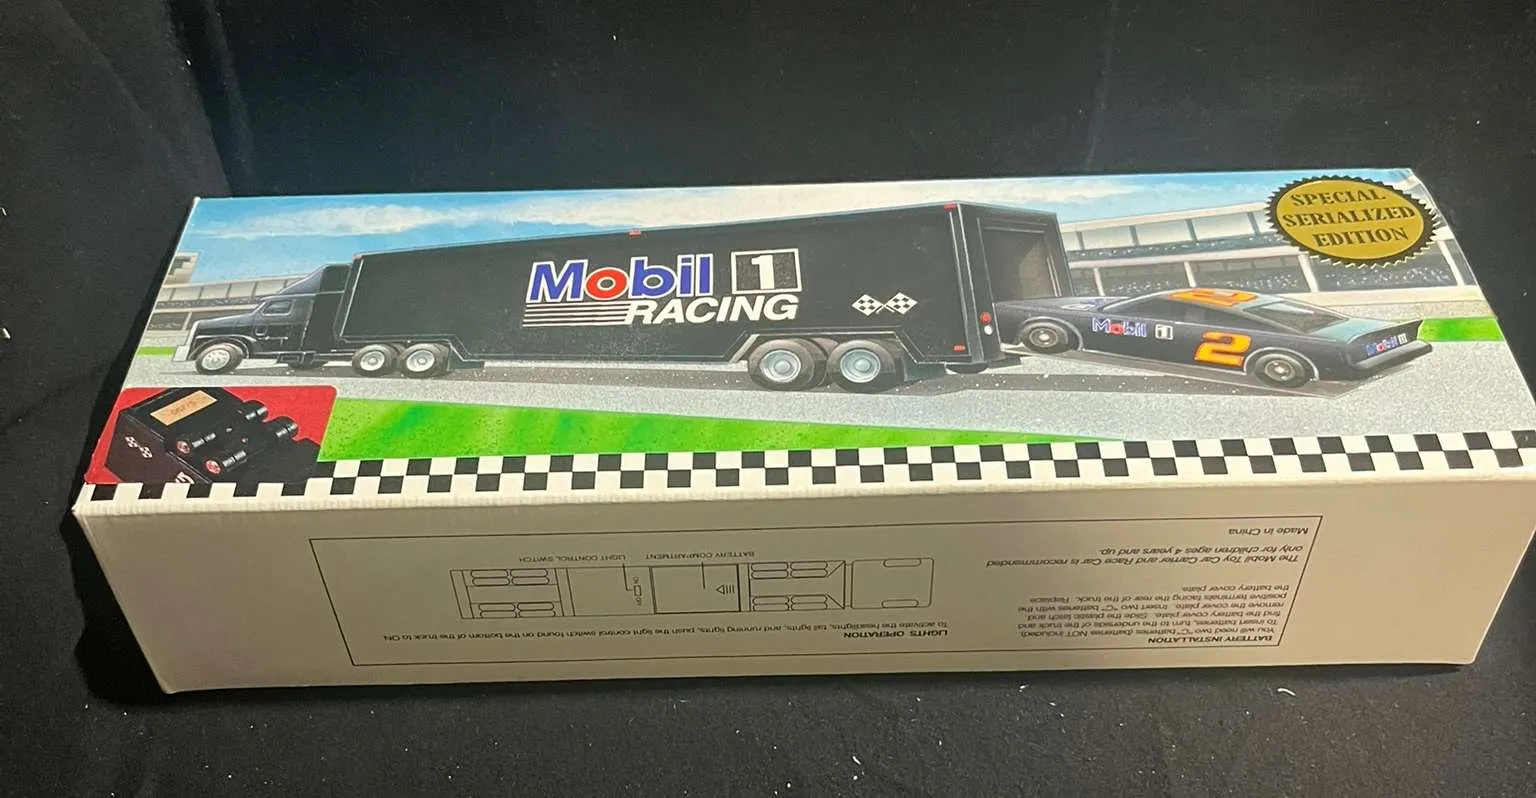 SPECIAL
SERIALIZED
EDITION
Mobil 1
RACING
Mobil 1
2
2
Mobil 1
BATTERY INSTALLATION
You will need two "C" batteries (batteries NOT included).
To insert batteries, turn to the underside of the truck and
find the battery cover plate. Slide the plastic latch and
remove the cover plate. Insert two "C" batteries with the
positive terminals facing the rear of the truck. Replace
the battery cover plate.
The Mobil Toy Car Carrier and Race Car is recommended
only for children ages 4 years and up.
Made in China
LIGHTS OPERATION
To activate the headlights, tail lights, and running lights, push the light control switch found on the bottom of the truck to ON.
OFF
ON
BATTERY COMPARTMENT
LIGHT CONTROL SWITCH